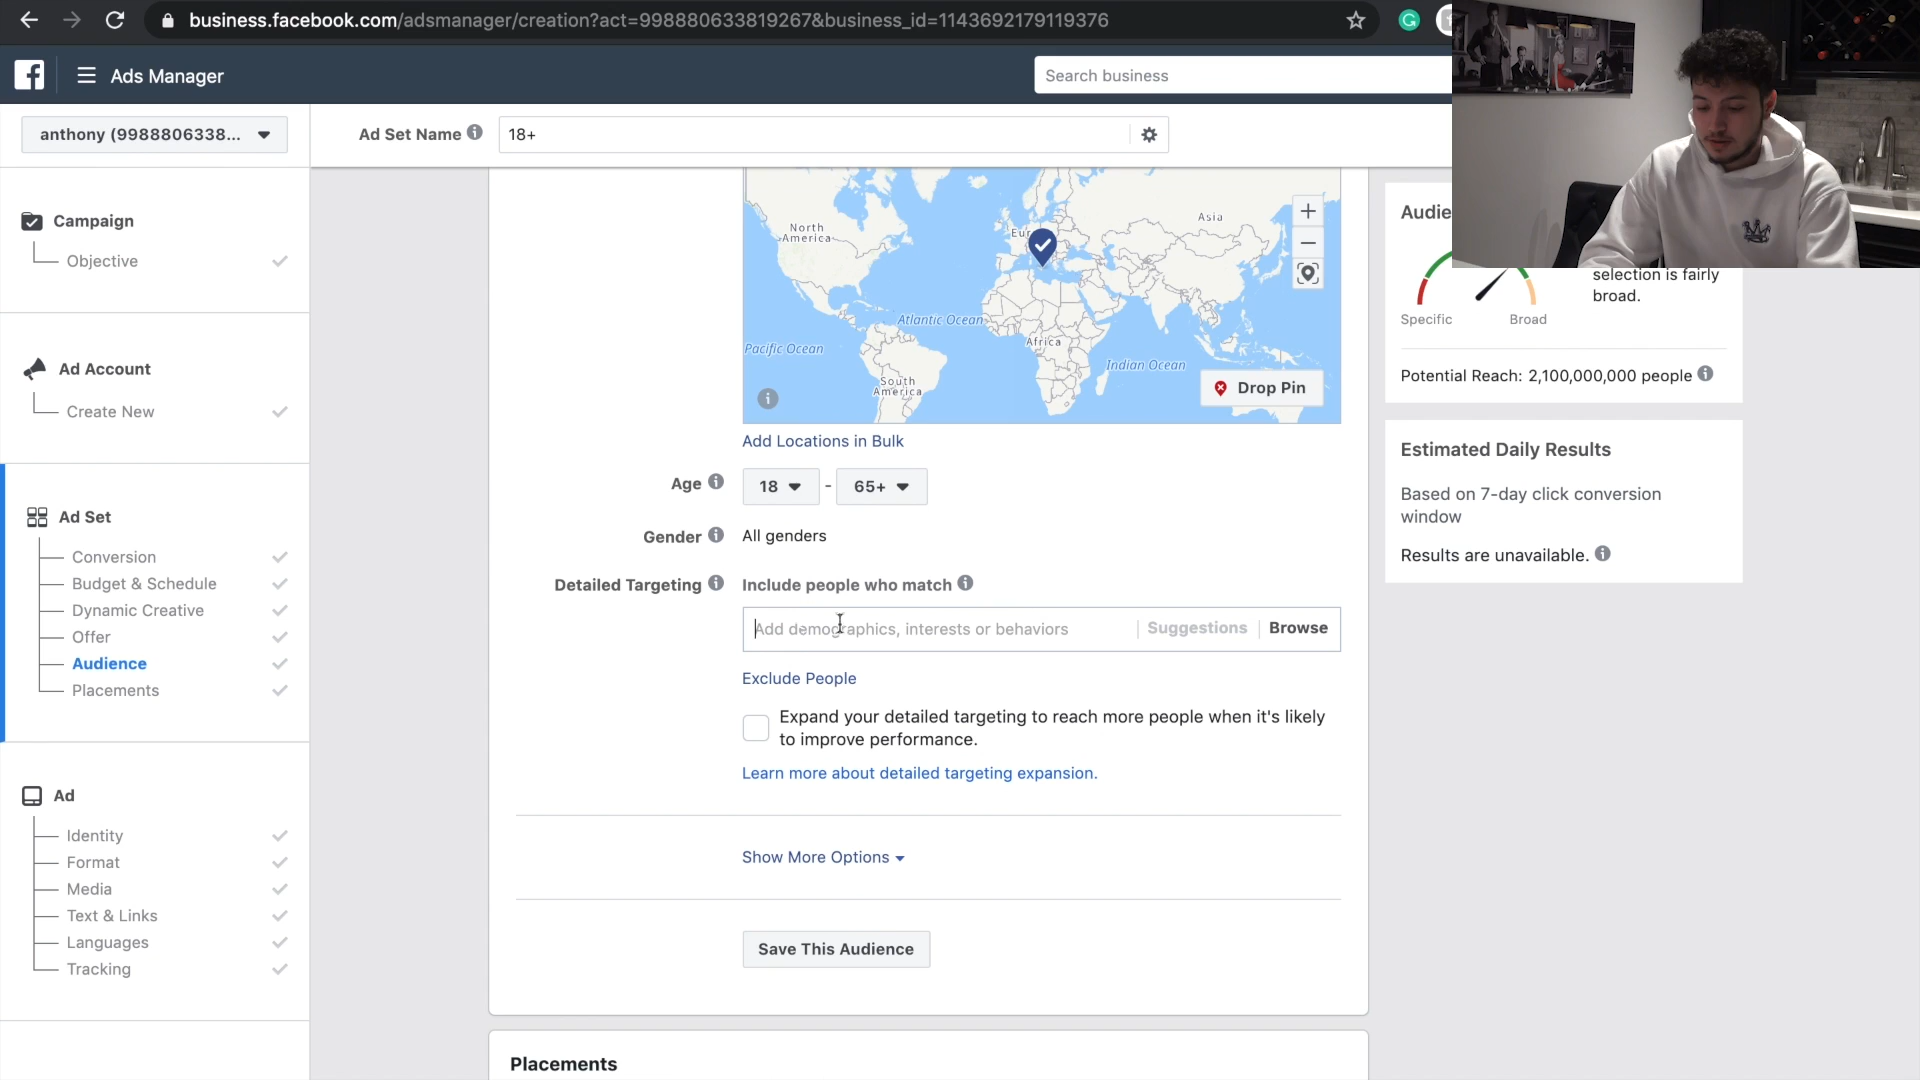 business.facebook.com/adsmanager/creation?act=998880633819267&business_id=1143692179119376
Ads Manager
Search business
anthony (9988806338...
Ad Set Name
18+
Campaign
Objective
Ad Account
Create New
Ad Set
Conversion
Budget & Schedule
Dynamic Creative
Offer
Audience
Placements
Ad
Identity
Format
Media
Text & Links
Languages
Tracking
North
America
Eur
Asia
Atlantic Ocean
Africa
Pacific Ocean
Indian Ocean
South
America
Drop Pin
Add Locations in Bulk
Age
18
-
65+
Gender
All genders
Detailed Targeting
Include people who match
Add demographics, interests or behaviors
Suggestions
Browse
Exclude People
Expand your detailed targeting to reach more people when it's likely
to improve performance.
Learn more about detailed targeting expansion.
Show More Options
Save This Audience
Placements
Audie
selection is fairly
broad.
Specific
Broad
Potential Reach: 2,100,000,000 people
Estimated Daily Results
Based on 7-day click conversion
window
Results are unavailable.